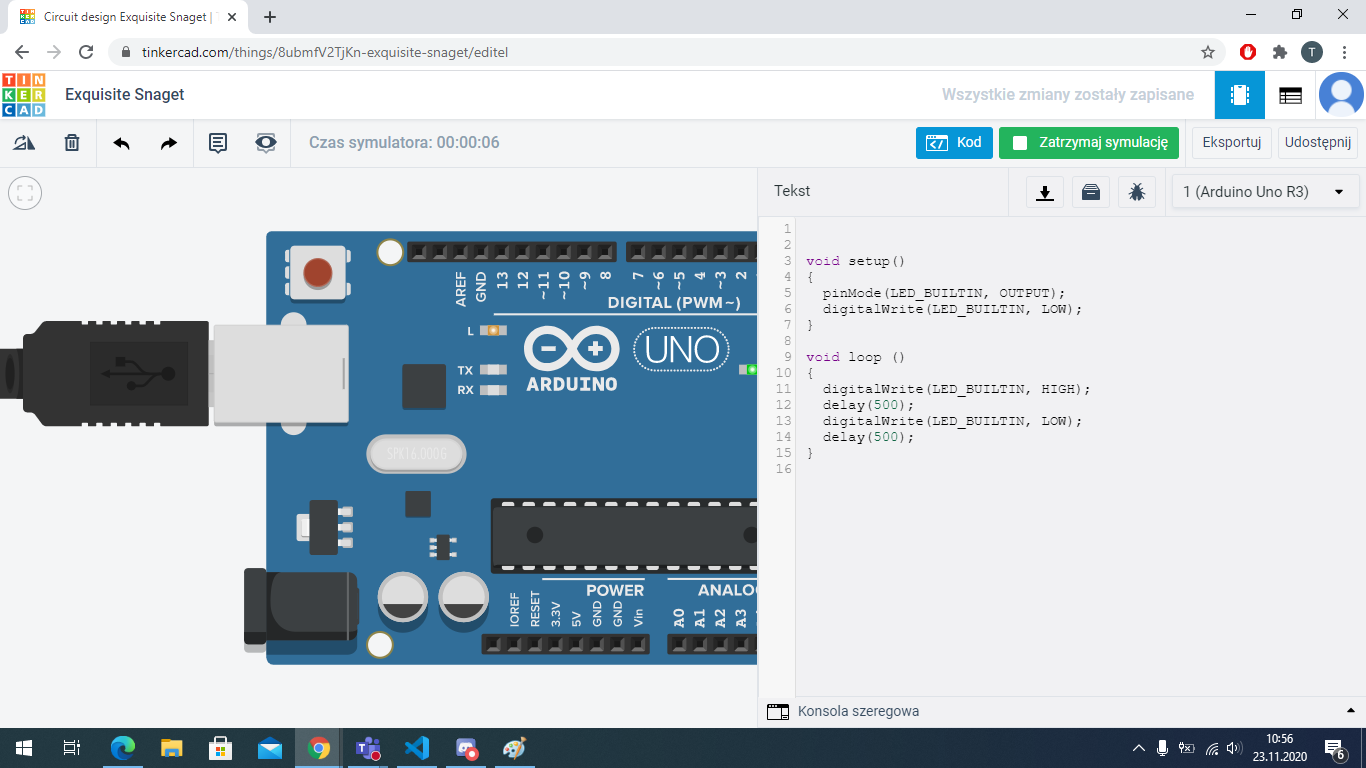 Circuit design Exquisite Snaget |
tinkercad.com/things/8ubmfV2TjKn-exquisite-snaget/editel
T
TIN
KER
CAD
Exquisite Snaget
Wszystkie zmiany zostały zapisane
Czas symulatora: 00:00:06
Kod
Zatrzymaj symulację
Eksportuj
Udostępnij
Tekst
1 (Arduino Uno R3)
AREF
GND
13
12
~11
~10
~9
8
7
~6
~5
4
~3
2
DIGITAL (PWM~)
L
TX
RX
UNO
ARDUINO
SPK16.000G
POWER
ANALO
IOREF
RESET
3.3V
5V
GND
GND
Vin
A0
A1
A2
A3
1
2
3 void setup()
4 {
5 pinMode(LED_BUILTIN, OUTPUT);
6 digitalWrite(LED_BUILTIN, LOW);
7 }
8
9 void loop ()
10 {
11 digitalWrite(LED_BUILTIN, HIGH);
12 delay(500);
13 digitalWrite(LED_BUILTIN, LOW);
14 delay(500);
15 }
16
Konsola szeregowa
10:56
23.11.2020
6